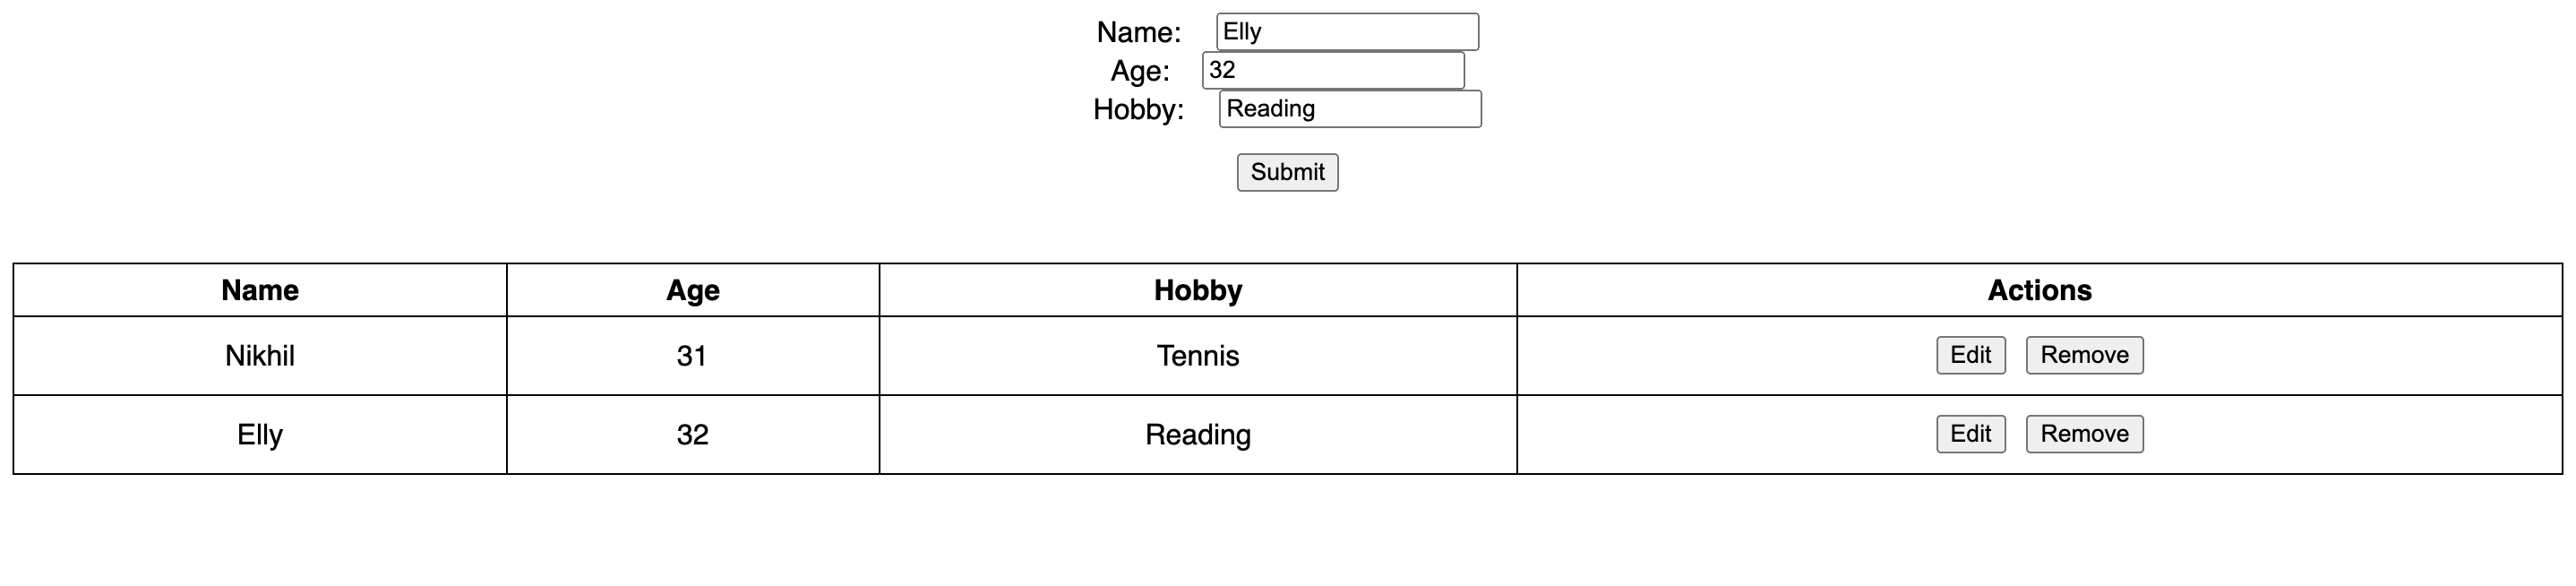 Name: Elly
Age: 32
Hobby: Reading
Submit
Name Age Hobby Actions
Nikhil 31 Tennis Edit Remove
Elly 32 Reading Edit Remove